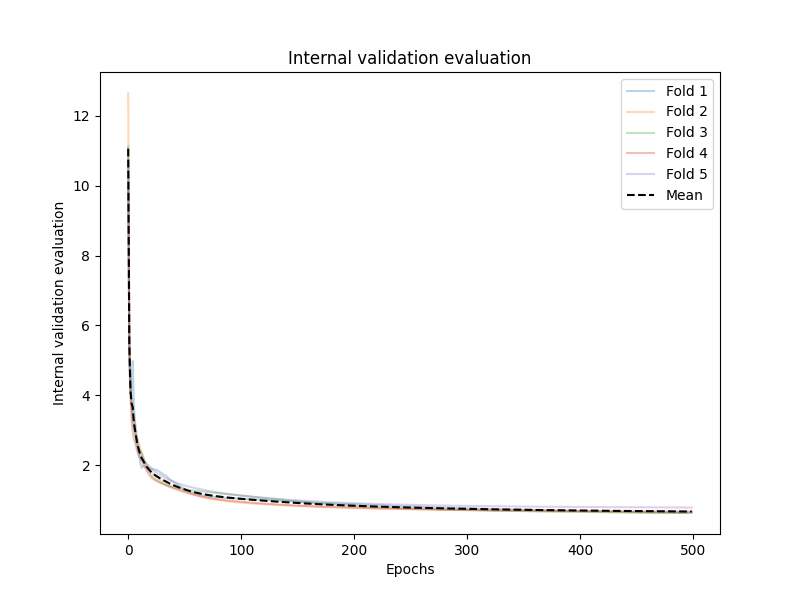 Internal validation evaluation
Fold 1
Fold 2
Fold 3
Fold 4
Fold 5
Mean
12
10
8
6
4
2
Internal validation evaluation
0
100
200
300
400
500
Epochs